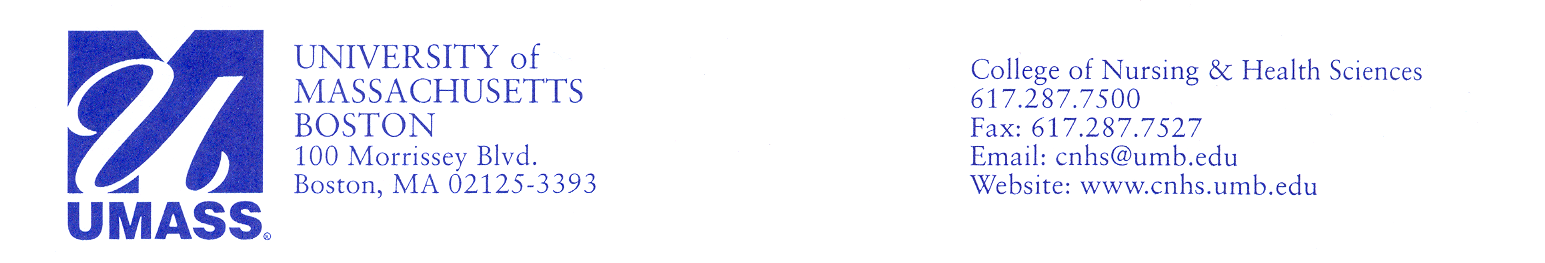 UMASS®
UNIVERSITY of
MASSACHUSETTS
BOSTON
100 Morrissey Blvd.
Boston, MA 02125-3393
College of Nursing & Health Sciences
617.287.7500
Fax: 617.287.7527
Email: cnhs@umb.edu
Website: www.cnhs.umb.edu